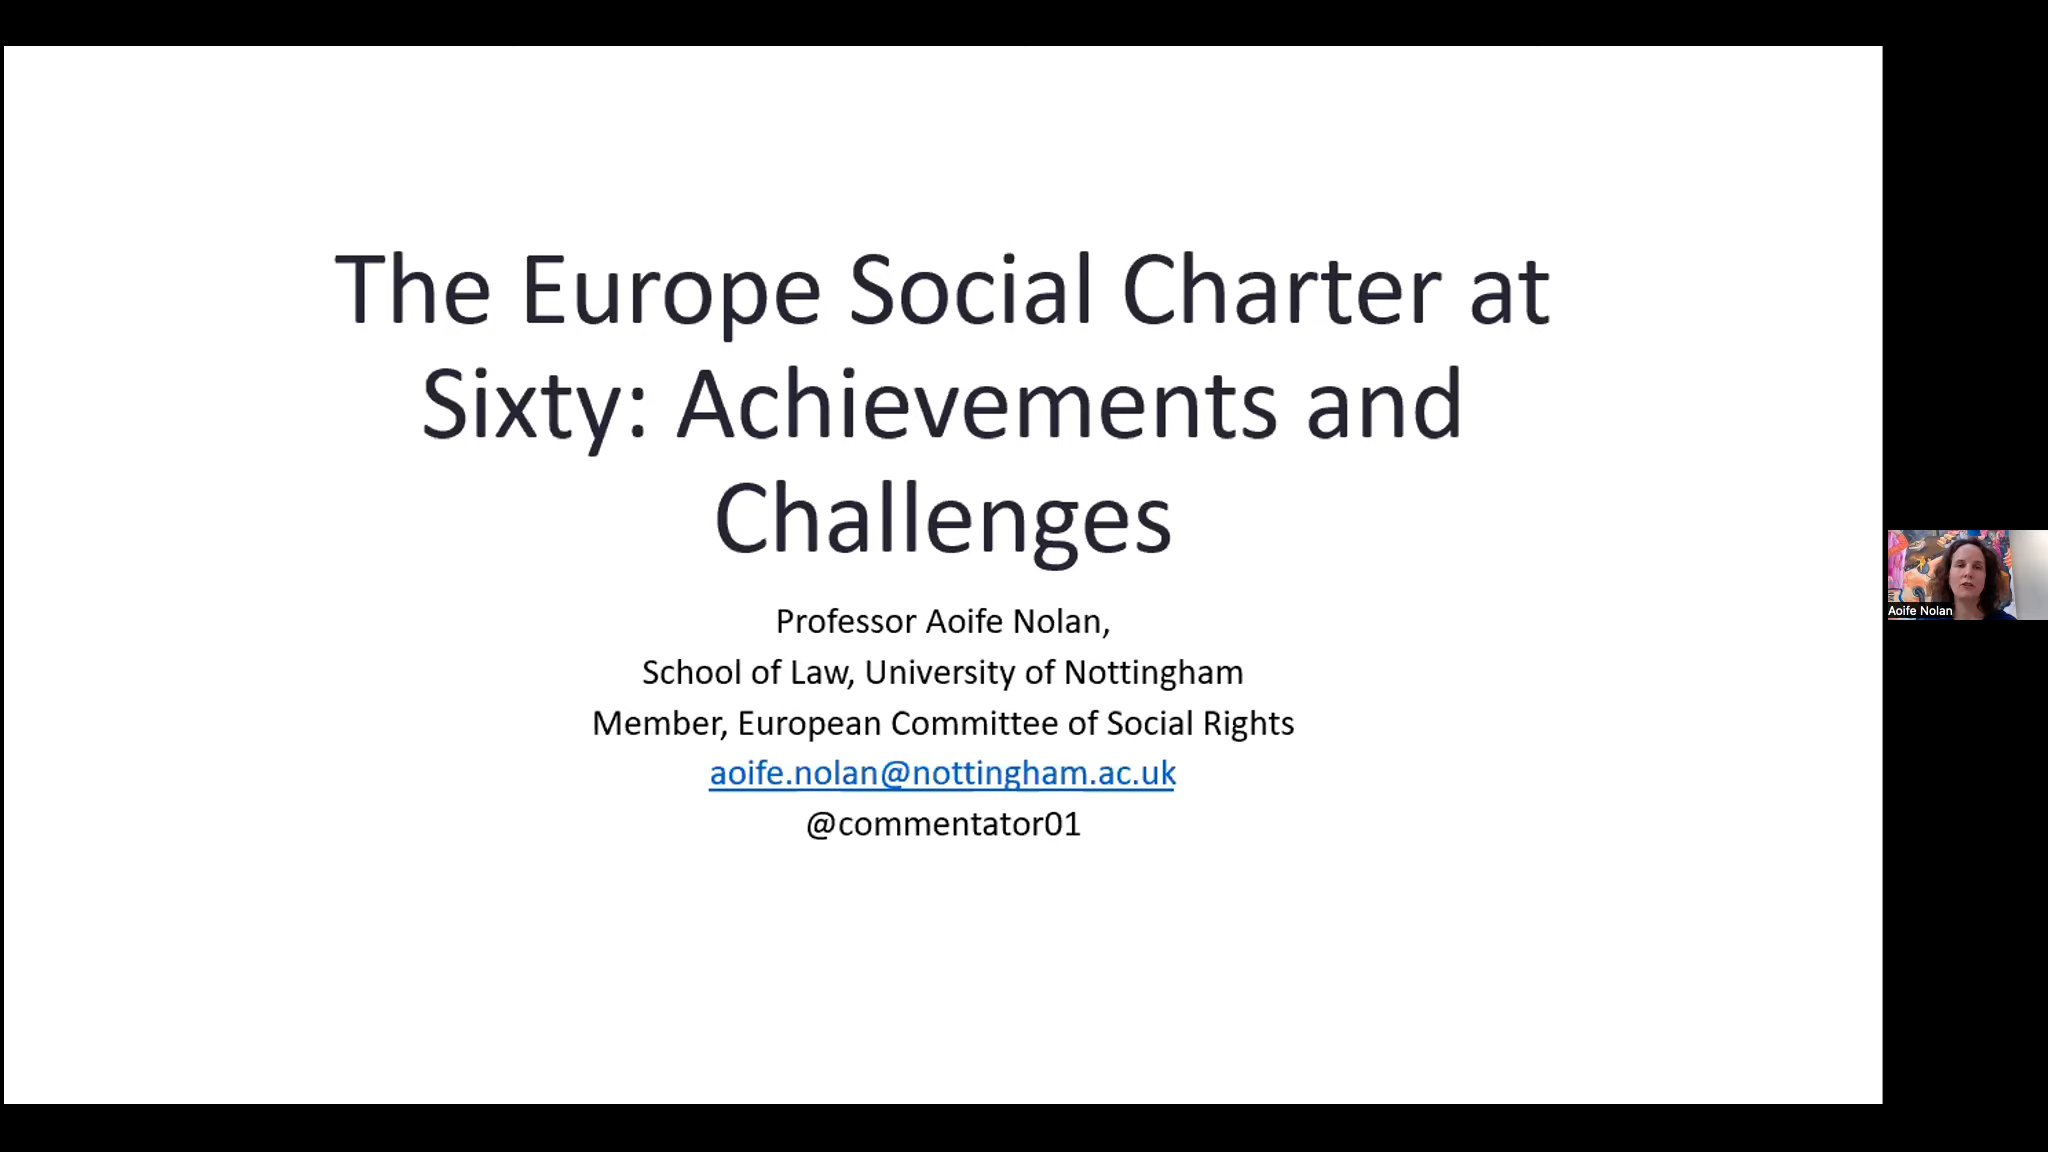 The Europe Social Charter at
Sixty: Achievements and
Challenges
Professor Aoife Nolan,
School of Law, University of Nottingham
Member, European Committee of Social Rights
aoife.nolan@nottingham.ac.uk
@commentator01
Aoife Nolan